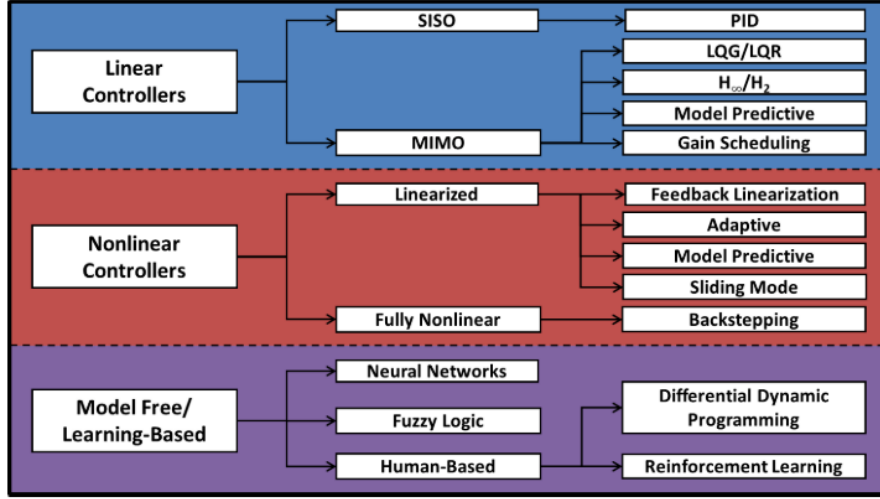 Linear
Controllers
SISO
PID
MIMO
LQG/LQR
H∞/H₂
Model Predictive
Gain Scheduling
Nonlinear
Controllers
Linearized
Feedback Linearization
Adaptive
Model Predictive
Sliding Mode
Fully Nonlinear
Backstepping
Model Free/
Learning-Based
Neural Networks
Fuzzy Logic
Human-Based
Differential Dynamic
Programming
Reinforcement Learning